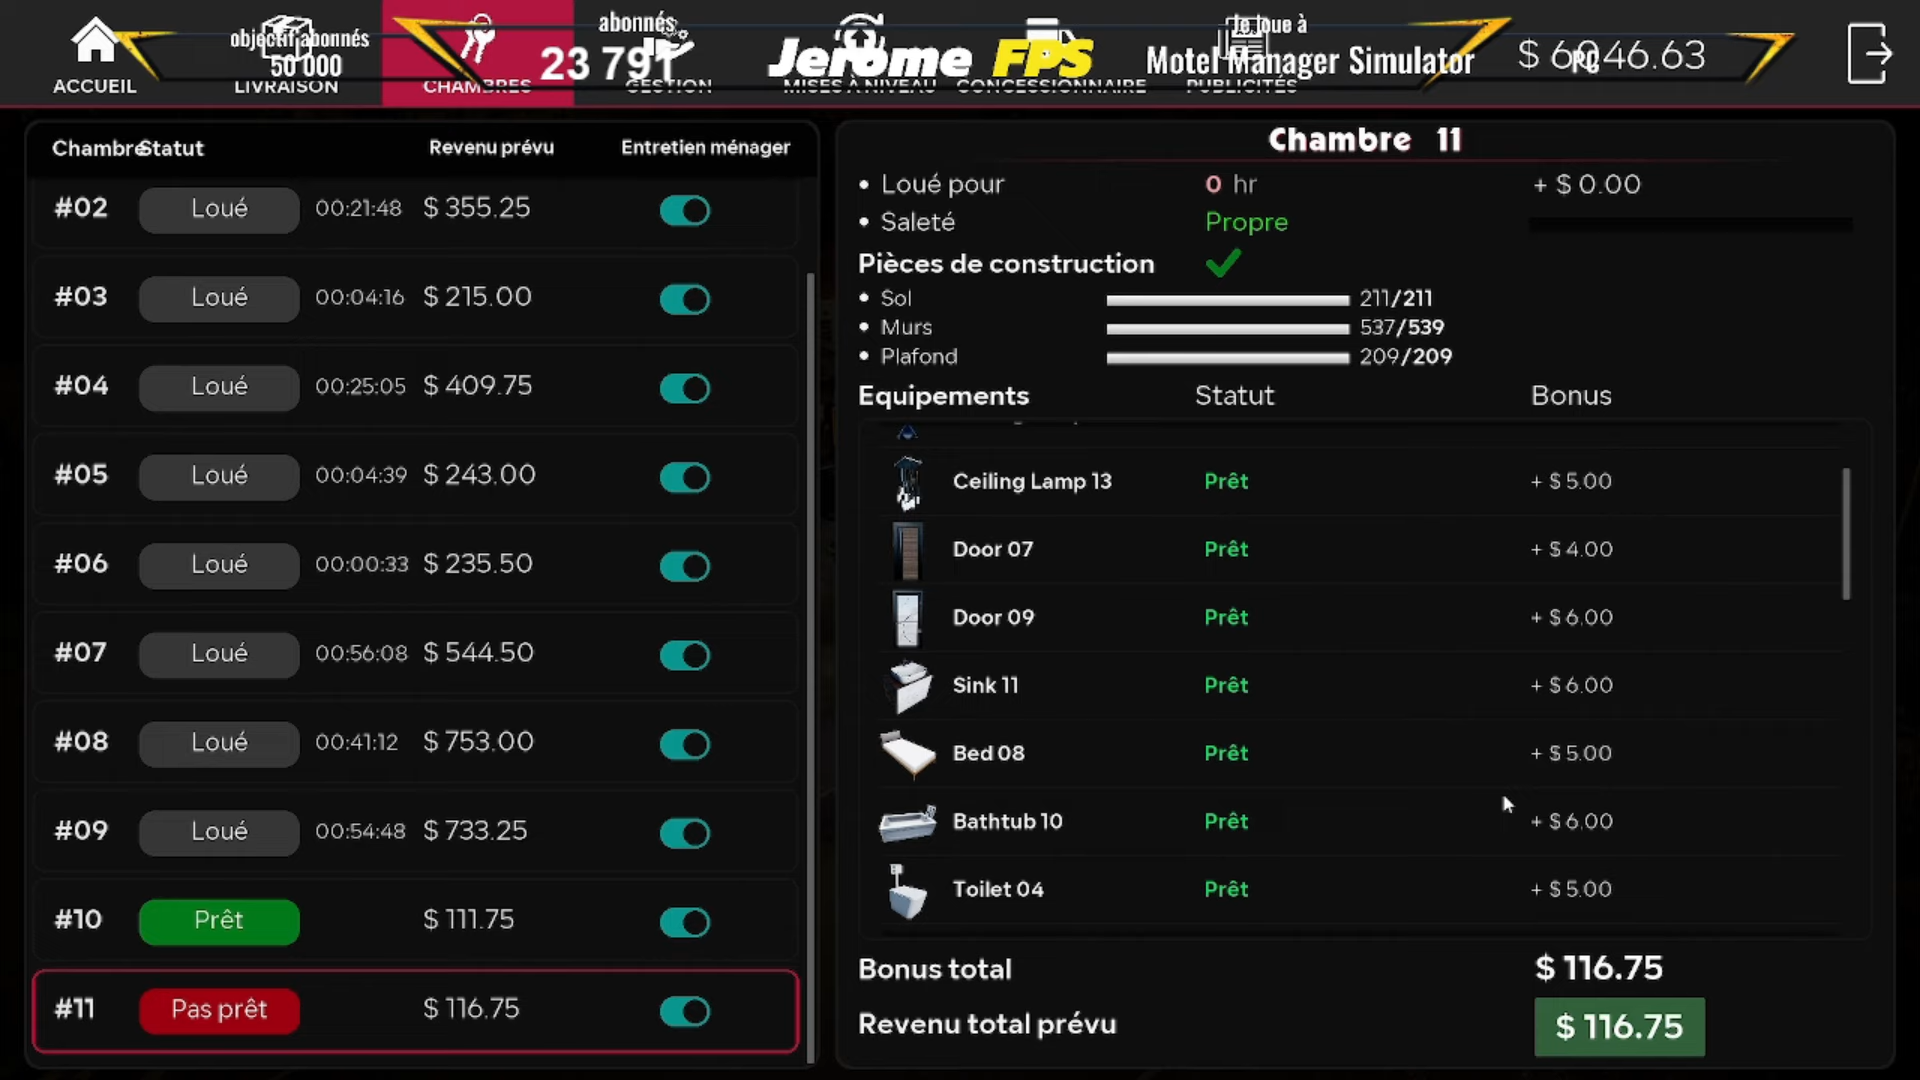 ACCUEIL
objectif abonnés
50 000
LIVRAISON
CHAMBRES
abonnés
23 791
GESTION
Jerome FPS
MISES À NIVEAU
CONCESSIONNAIRE
Je joue à
Motel Manager Simulator
PUBLICITÉS
PC
$ 6046.63
Chambre Statut Revenu prévu Entretien ménager
#02 Loué 00:21:48 $ 355.25
#03 Loué 00:04:16 $ 215.00
#04 Loué 00:25:05 $ 409.75
#05 Loué 00:04:39 $ 243.00
#06 Loué 00:00:33 $ 235.50
#07 Loué 00:56:08 $ 544.50
#08 Loué 00:41:12 $ 753.00
#09 Loué 00:54:48 $ 733.25
#10 Prêt $ 111.75
#11 Pas prêt $ 116.75
Chambre 11
• Loué pour 0 hr + $ 0.00
• Saleté Propre
Pièces de construction
• Sol 211/211
• Murs 537/539
• Plafond 209/209
Equipements Statut Bonus
Ceiling Lamp 13 Prêt + $ 5.00
Door 07 Prêt + $ 4.00
Door 09 Prêt + $ 6.00
Sink 11 Prêt + $ 6.00
Bed 08 Prêt + $ 5.00
Bathtub 10 Prêt + $ 6.00
Toilet 04 Prêt + $ 5.00
Bonus total $ 116.75
Revenu total prévu $ 116.75